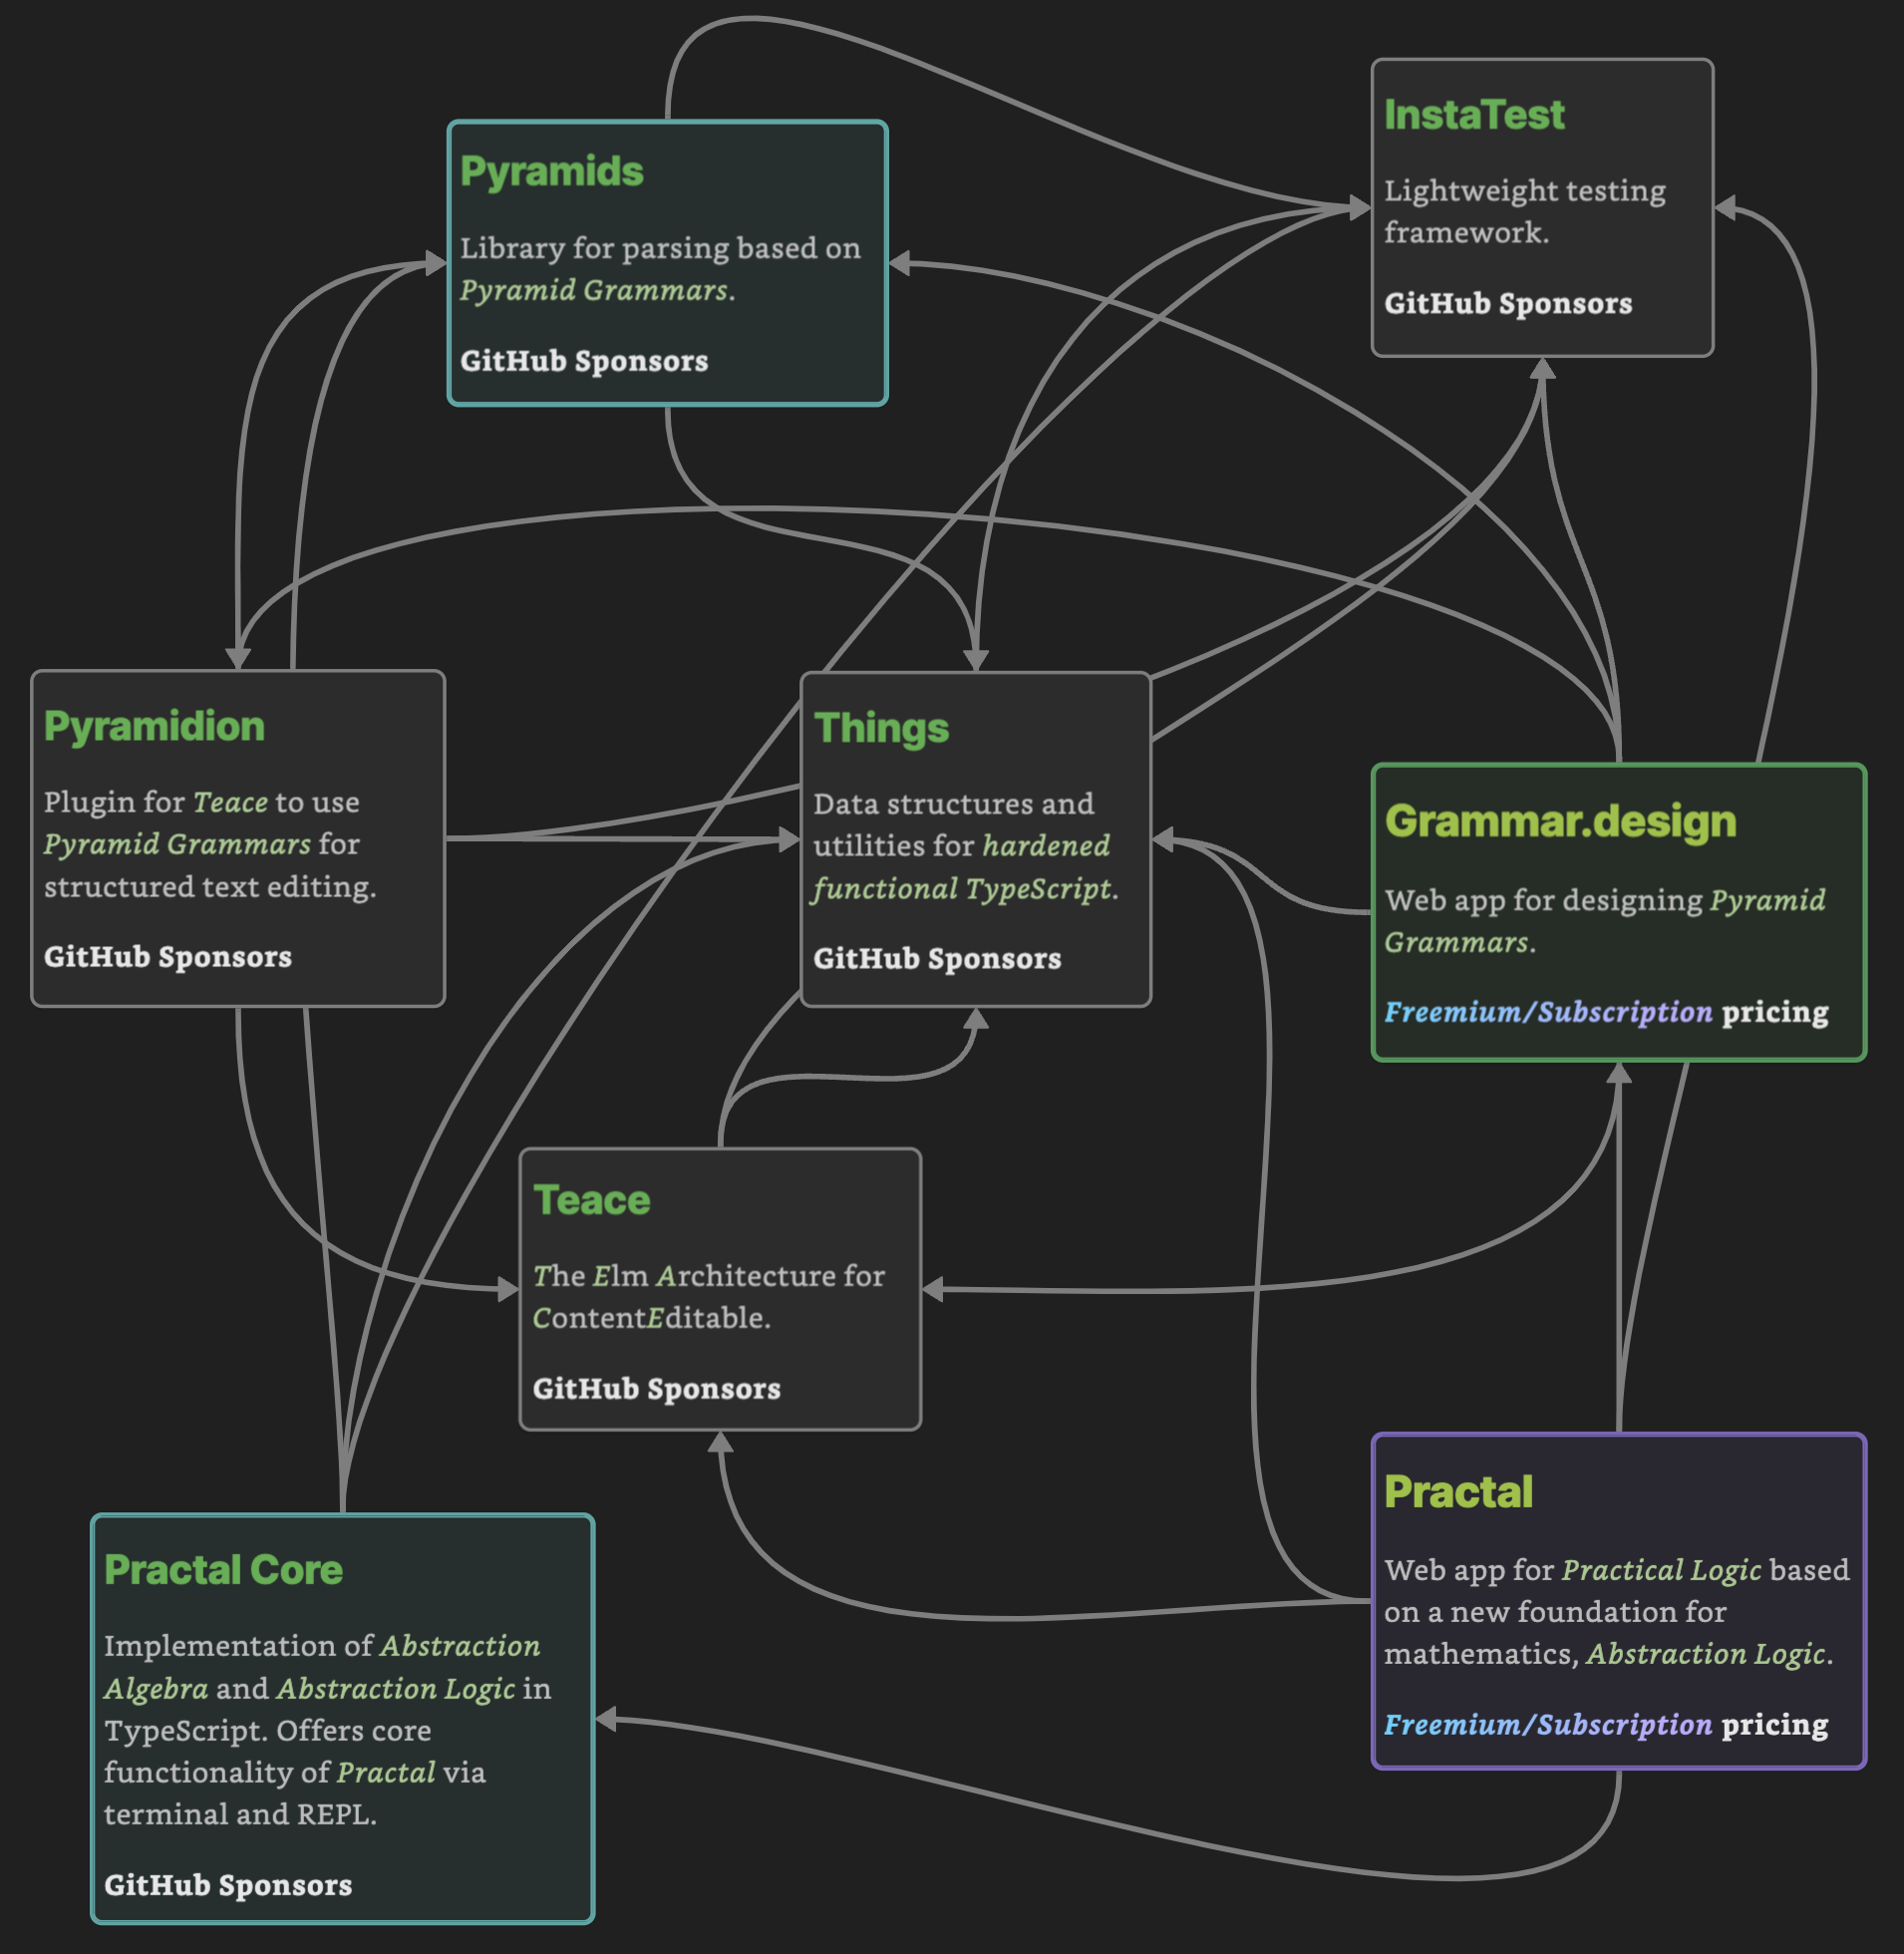 InstaTest
Lightweight testing
framework.
GitHub Sponsors
Pyramids
Library for parsing based on
Pyramid Grammars.
GitHub Sponsors
Pyramidion
Plugin for Teace to use
Pyramid Grammars for
structured text editing.
GitHub Sponsors
Things
Data structures and
utilities for hardened
functional TypeScript.
GitHub Sponsors
Grammar.design
Web app for designing Pyramid
Grammars.
Freemium/Subscription pricing
Teace
The Elm Architecture for
ContentEditable.
GitHub Sponsors
Practal
Web app for Practical Logic based
on a new foundation for
mathematics, Abstraction Logic.
Freemium/Subscription pricing
Practal Core
Implementation of Abstraction
Algebra and Abstraction Logic in
TypeScript. Offers core
functionality of Practal via
terminal and REPL.
GitHub Sponsors